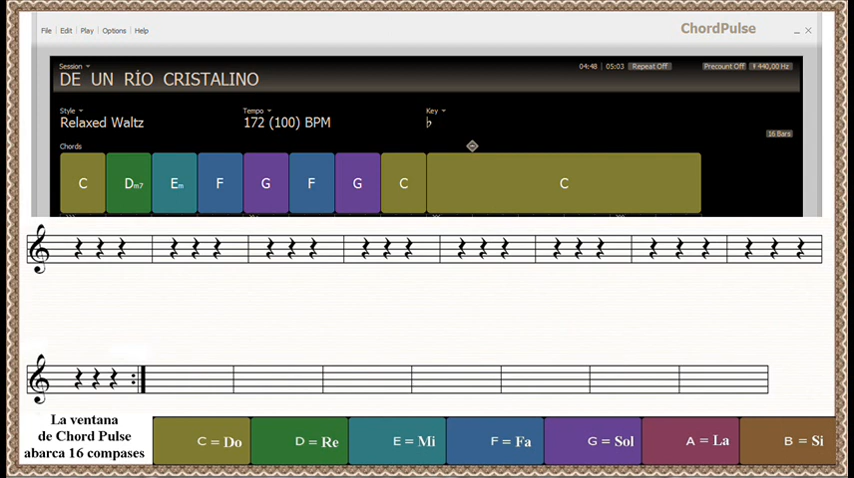 File Edit Play Options Help
ChordPulse
Session
04:48 05:03 Repeat Off Precount Off 440,00 Hz
DE UN RÍO CRISTALINO
Style Tempo Key
Relaxed Waltz 172 (100) BPM ♭
16 Bars
Chords
C Dm7 Em F G F G C C
La ventana
de Chord Pulse
abarca 16 compases
C = Do D = Re E = Mi F = Fa G = Sol A = La B = Si